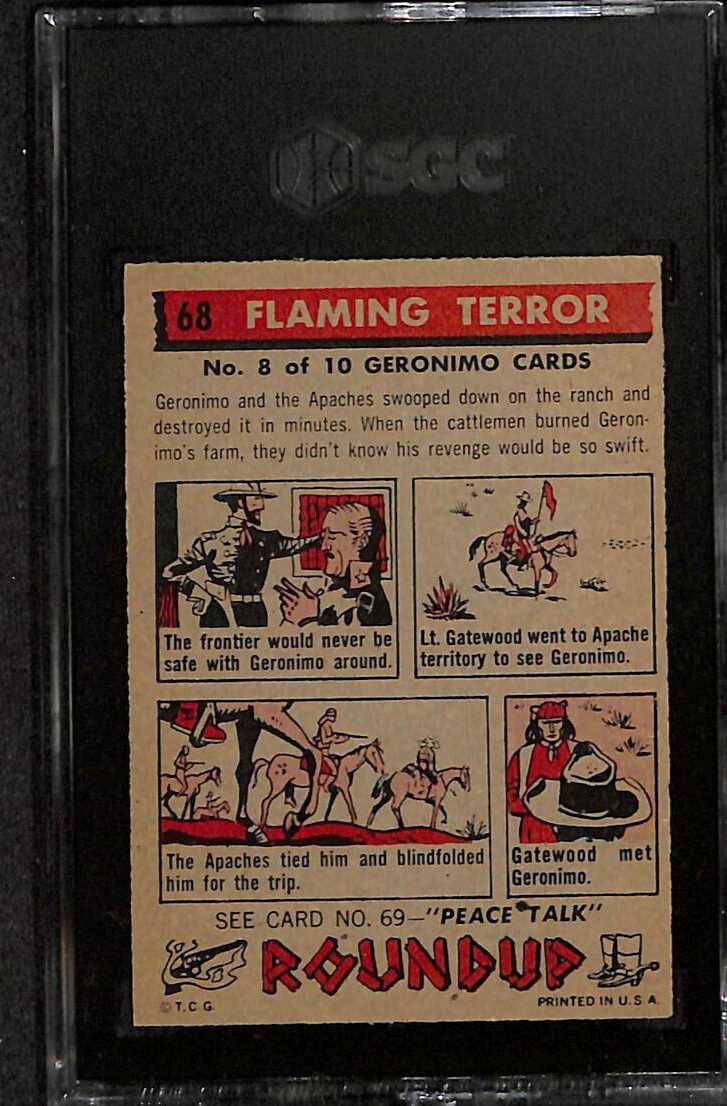 SGC
68 FLAMING TERROR
No. 8 of 10 GERONIMO CARDS
Geronimo and the Apaches swooped down on the ranch and
destroyed it in minutes. When the cattlemen burned Geron-
imo's farm, they didn't know his revenge would be so swift.
The frontier would never be
safe with Geronimo around.
Lt. Gatewood went to Apache
territory to see Geronimo.
The Apaches tied him and blindfolded
him for the trip.
Gatewood met
Geronimo.
SEE CARD NO. 69—"PEACE TALK"
ROUNDUP
© T.C.G.
PRINTED IN U.S.A.